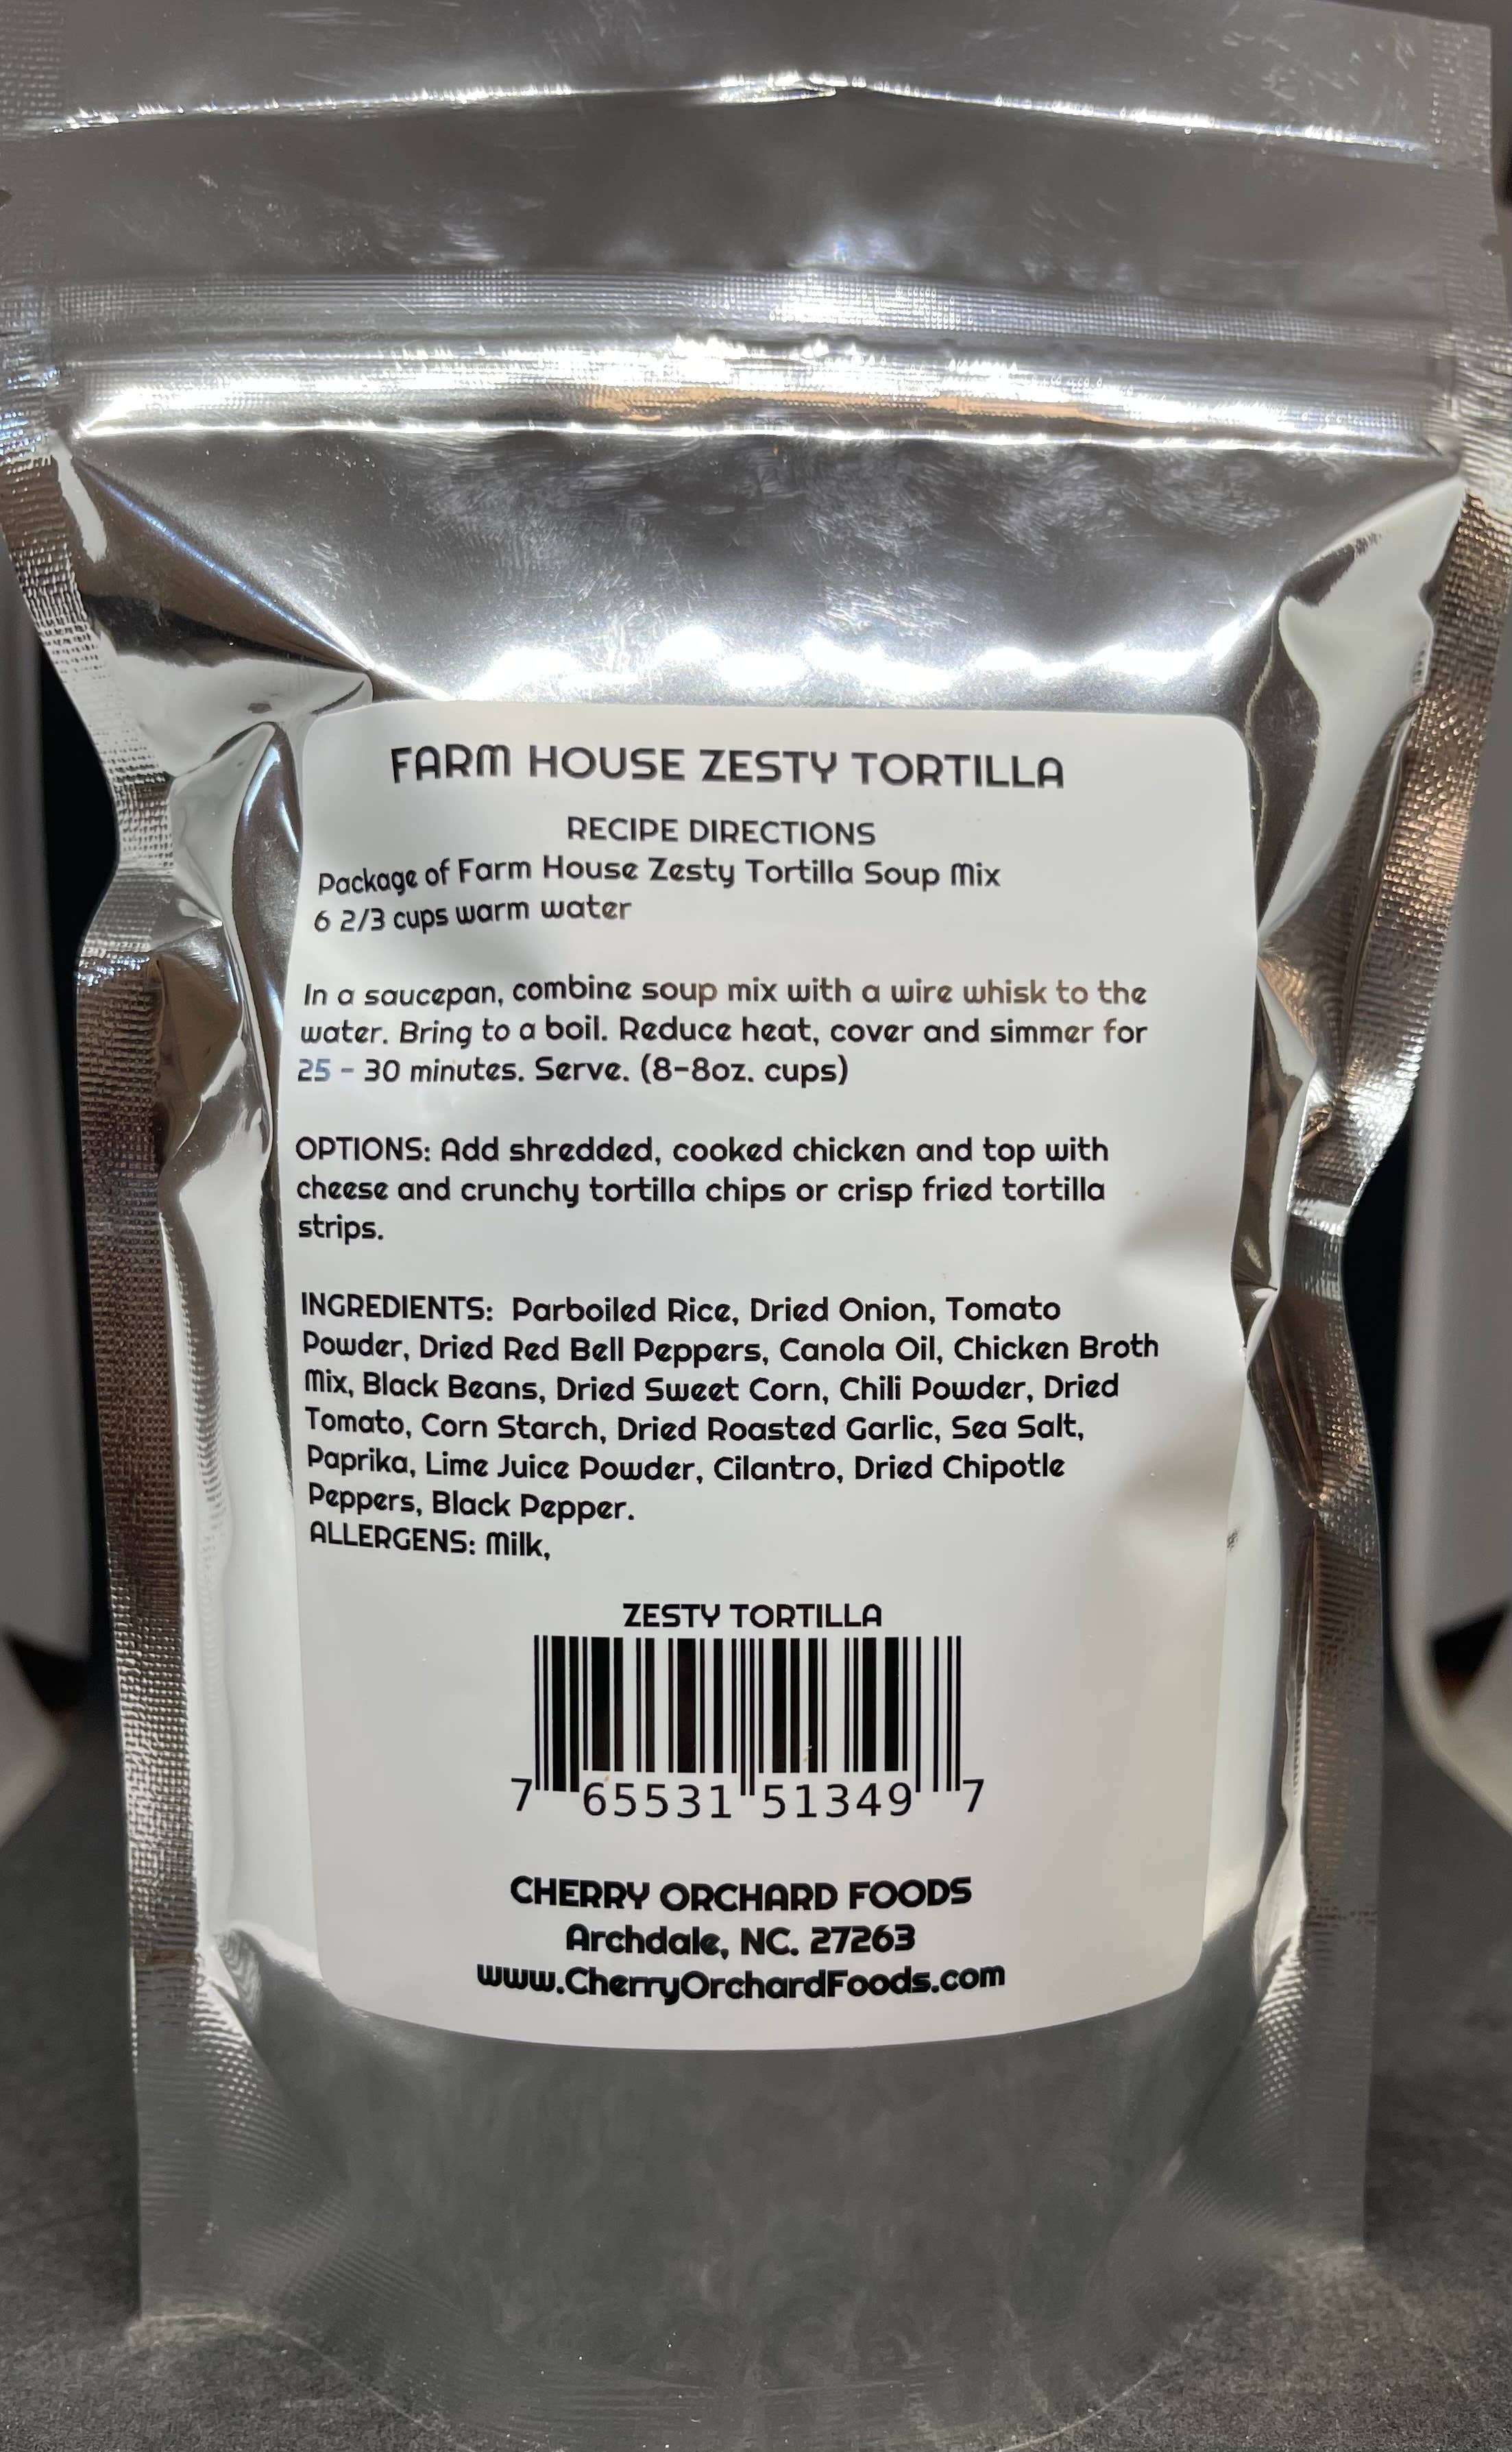 FARM HOUSE ZESTY TORTILLA
RECIPE DIRECTIONS
Package of Farm House Zesty Tortilla Soup Mix
6 2/3 cups warm water
In a saucepan, combine soup mix with a wire whisk to the
water. Bring to a boil. Reduce heat, cover and simmer for
25 - 30 minutes. Serve. (8-8oz. cups)
OPTIONS: Add shredded, cooked chicken and top with
cheese and crunchy tortilla chips or crisp fried tortilla
strips.
INGREDIENTS: Parboiled Rice, Dried Onion, Tomato
Powder, Dried Red Bell Peppers, Canola Oil, Chicken Broth
Mix, Black Beans, Dried Sweet Corn, Chili Powder, Dried
Tomato, Corn Starch, Dried Roasted Garlic, Sea Salt,
Paprika, Lime Juice Powder, Cilantro, Dried Chipotle
Peppers, Black Pepper.
ALLERGENS: Milk,
ZESTY TORTILLA
7 65531 51349 7
CHERRY ORCHARD FOODS
Archdale, NC. 27263
www.CherryOrchardFoods.com